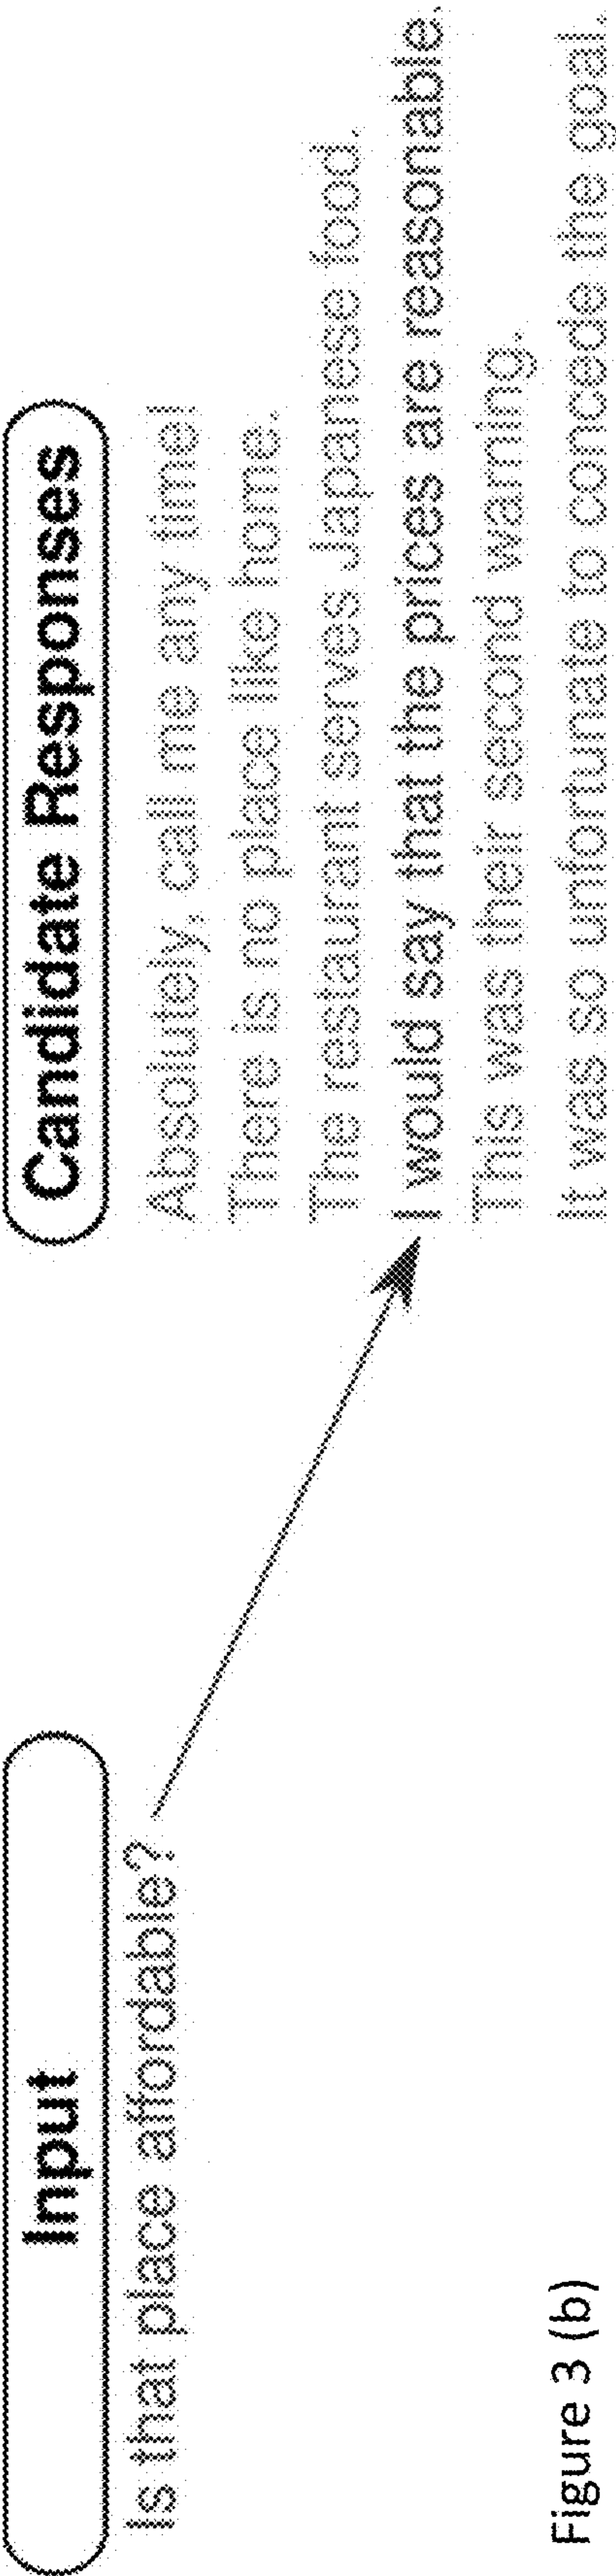 Input
Is that place affordable?
Candidate Responses
Absolutely, call me any time!
There is no place like home.
The restaurant serves Japanese food.
I would say that the prices are reasonable.
This was their second warning.
It was so unfortunate to concede the goal.
Figure 3 (b)